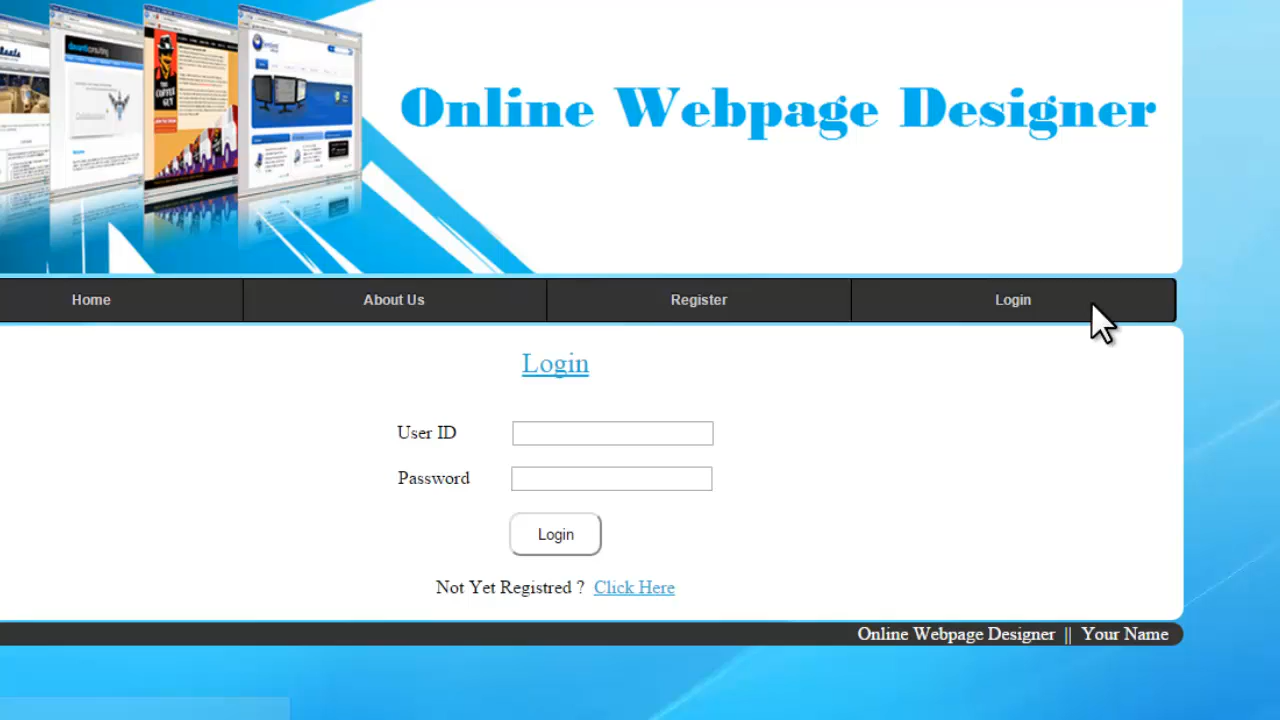 Online Webpage Designer
Home About Us Register Login
Login
User ID
Password
Login
Not Yet Registred ? Click Here
Online Webpage Designer || Your Name